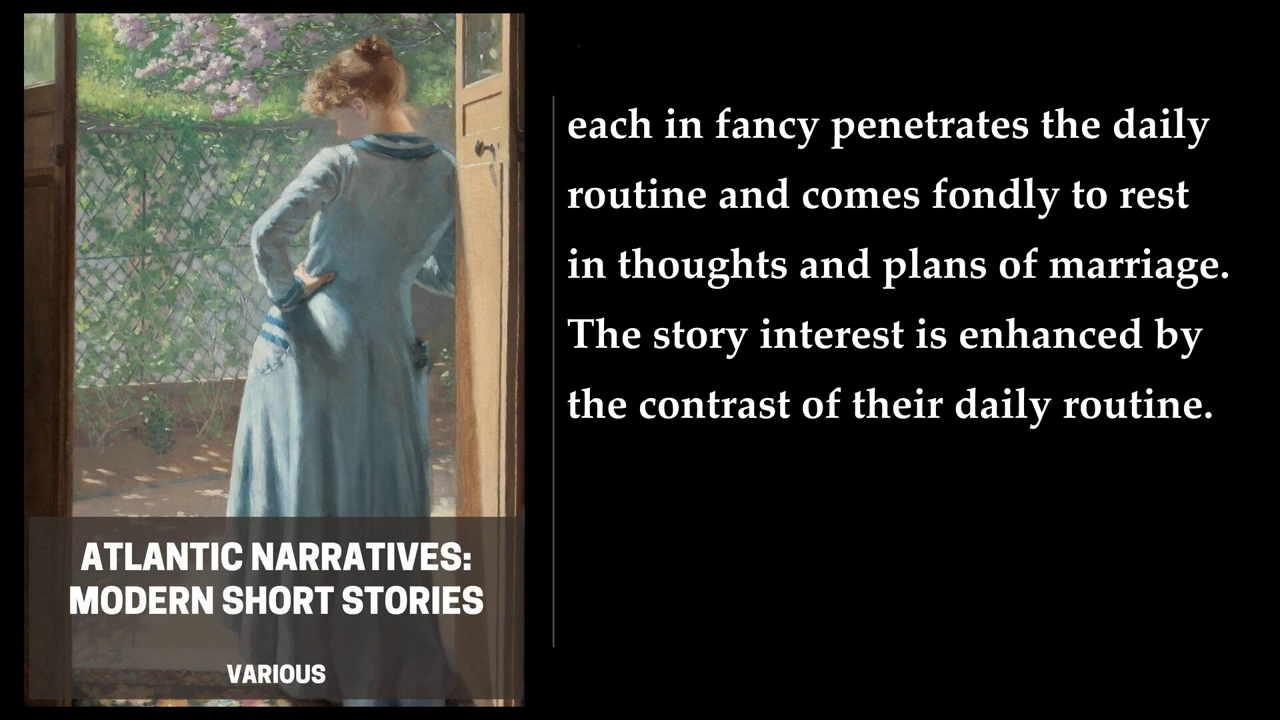 ATLANTIC NARRATIVES:
MODERN SHORT STORIES
VARIOUS
each in fancy penetrates the daily
routine and comes fondly to rest
in thoughts and plans of marriage.
The story interest is enhanced by
the contrast of their daily routine.